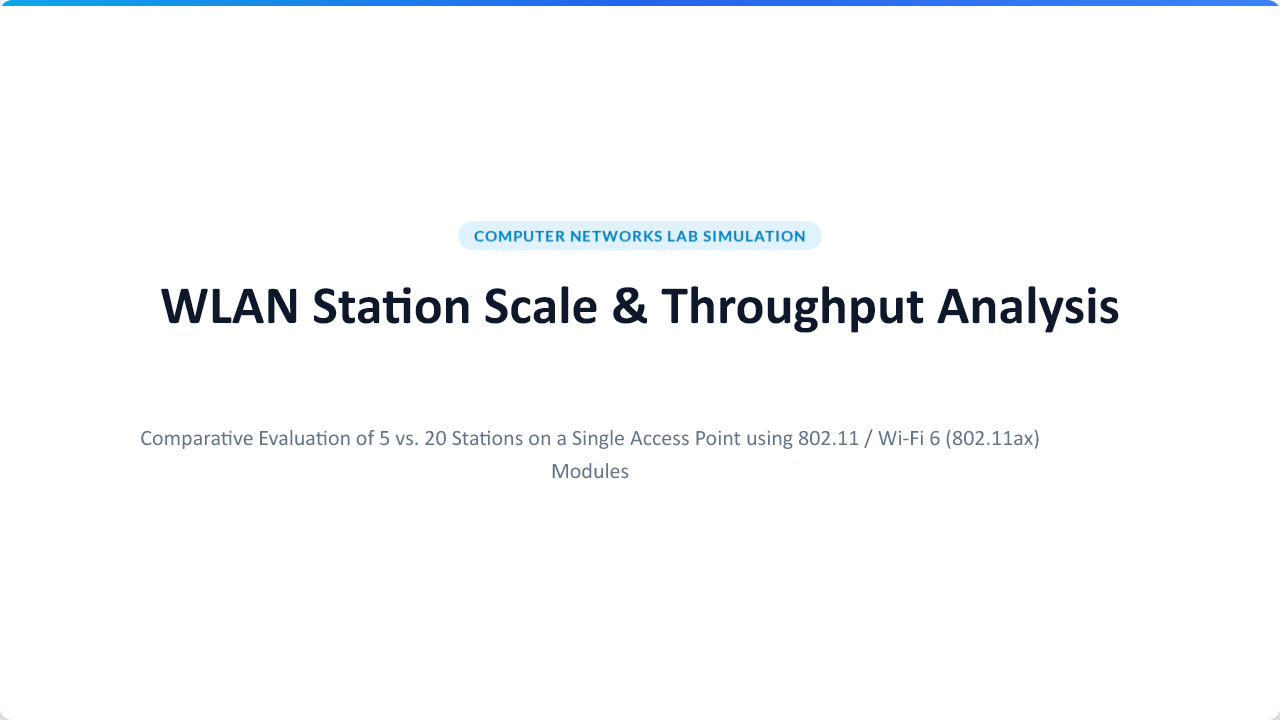 COMPUTER NETWORKS LAB SIMULATION
WLAN Station Scale & Throughput Analysis
Comparative Evaluation of 5 vs. 20 Stations on a Single Access Point using 802.11 / Wi-Fi 6 (802.11ax)
Modules